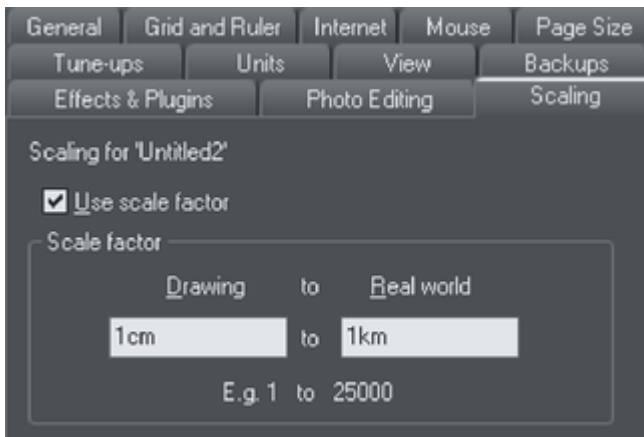 General Grid and Ruler Internet Mouse Page Size
Tune-ups Units View Backups
Effects & Plugins Photo Editing Scaling
Scaling for 'Untitled2'
Use scale factor
Scale factor
Drawing to Real world
1cm to 1km
E.g. 1 to 25000